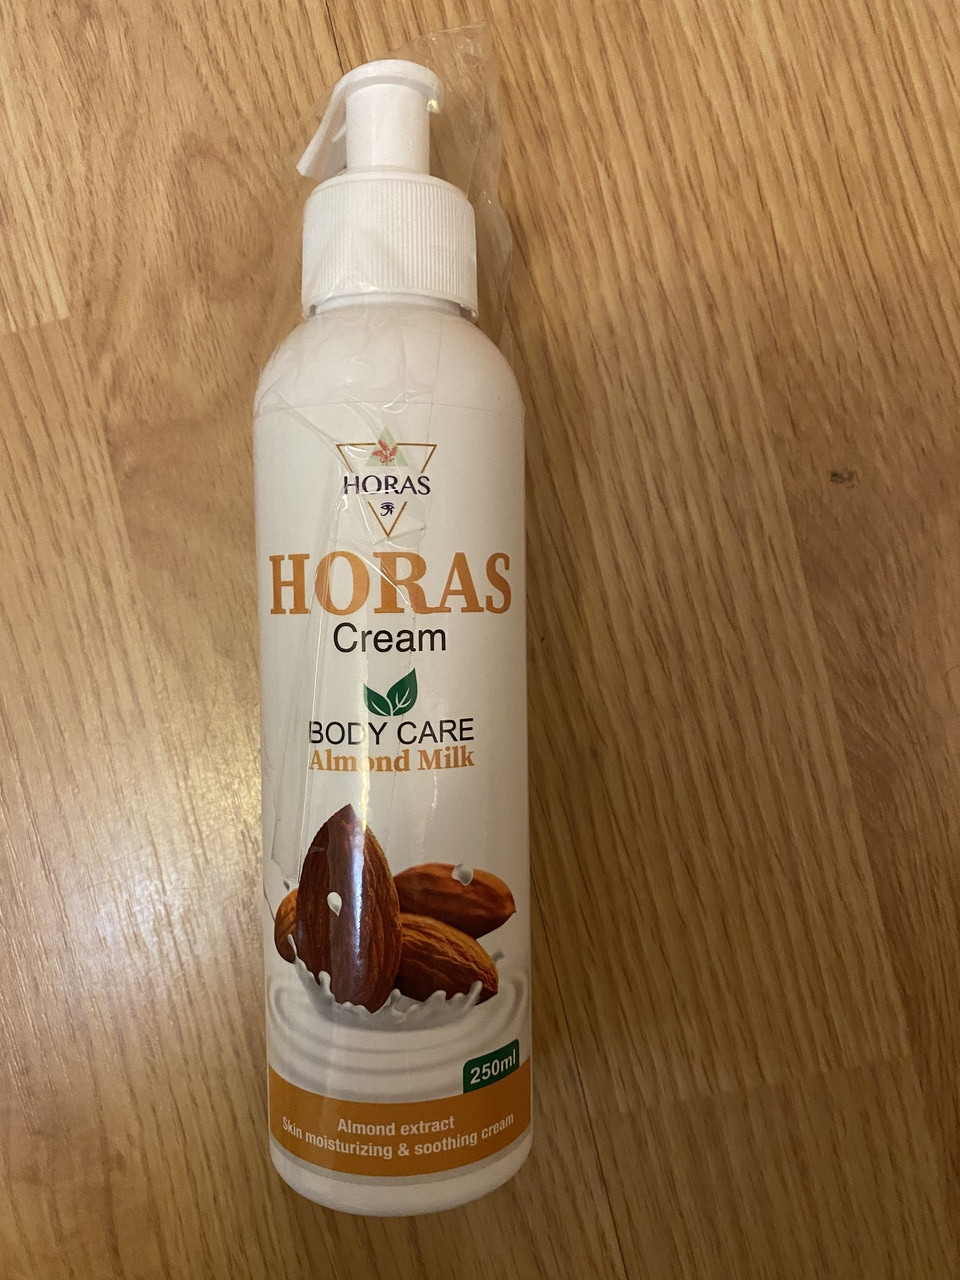 HORAS
HORAS
Cream
BODY CARE
Almond Milk
250ml
Almond extract
Skin moisturizing & soothing cream